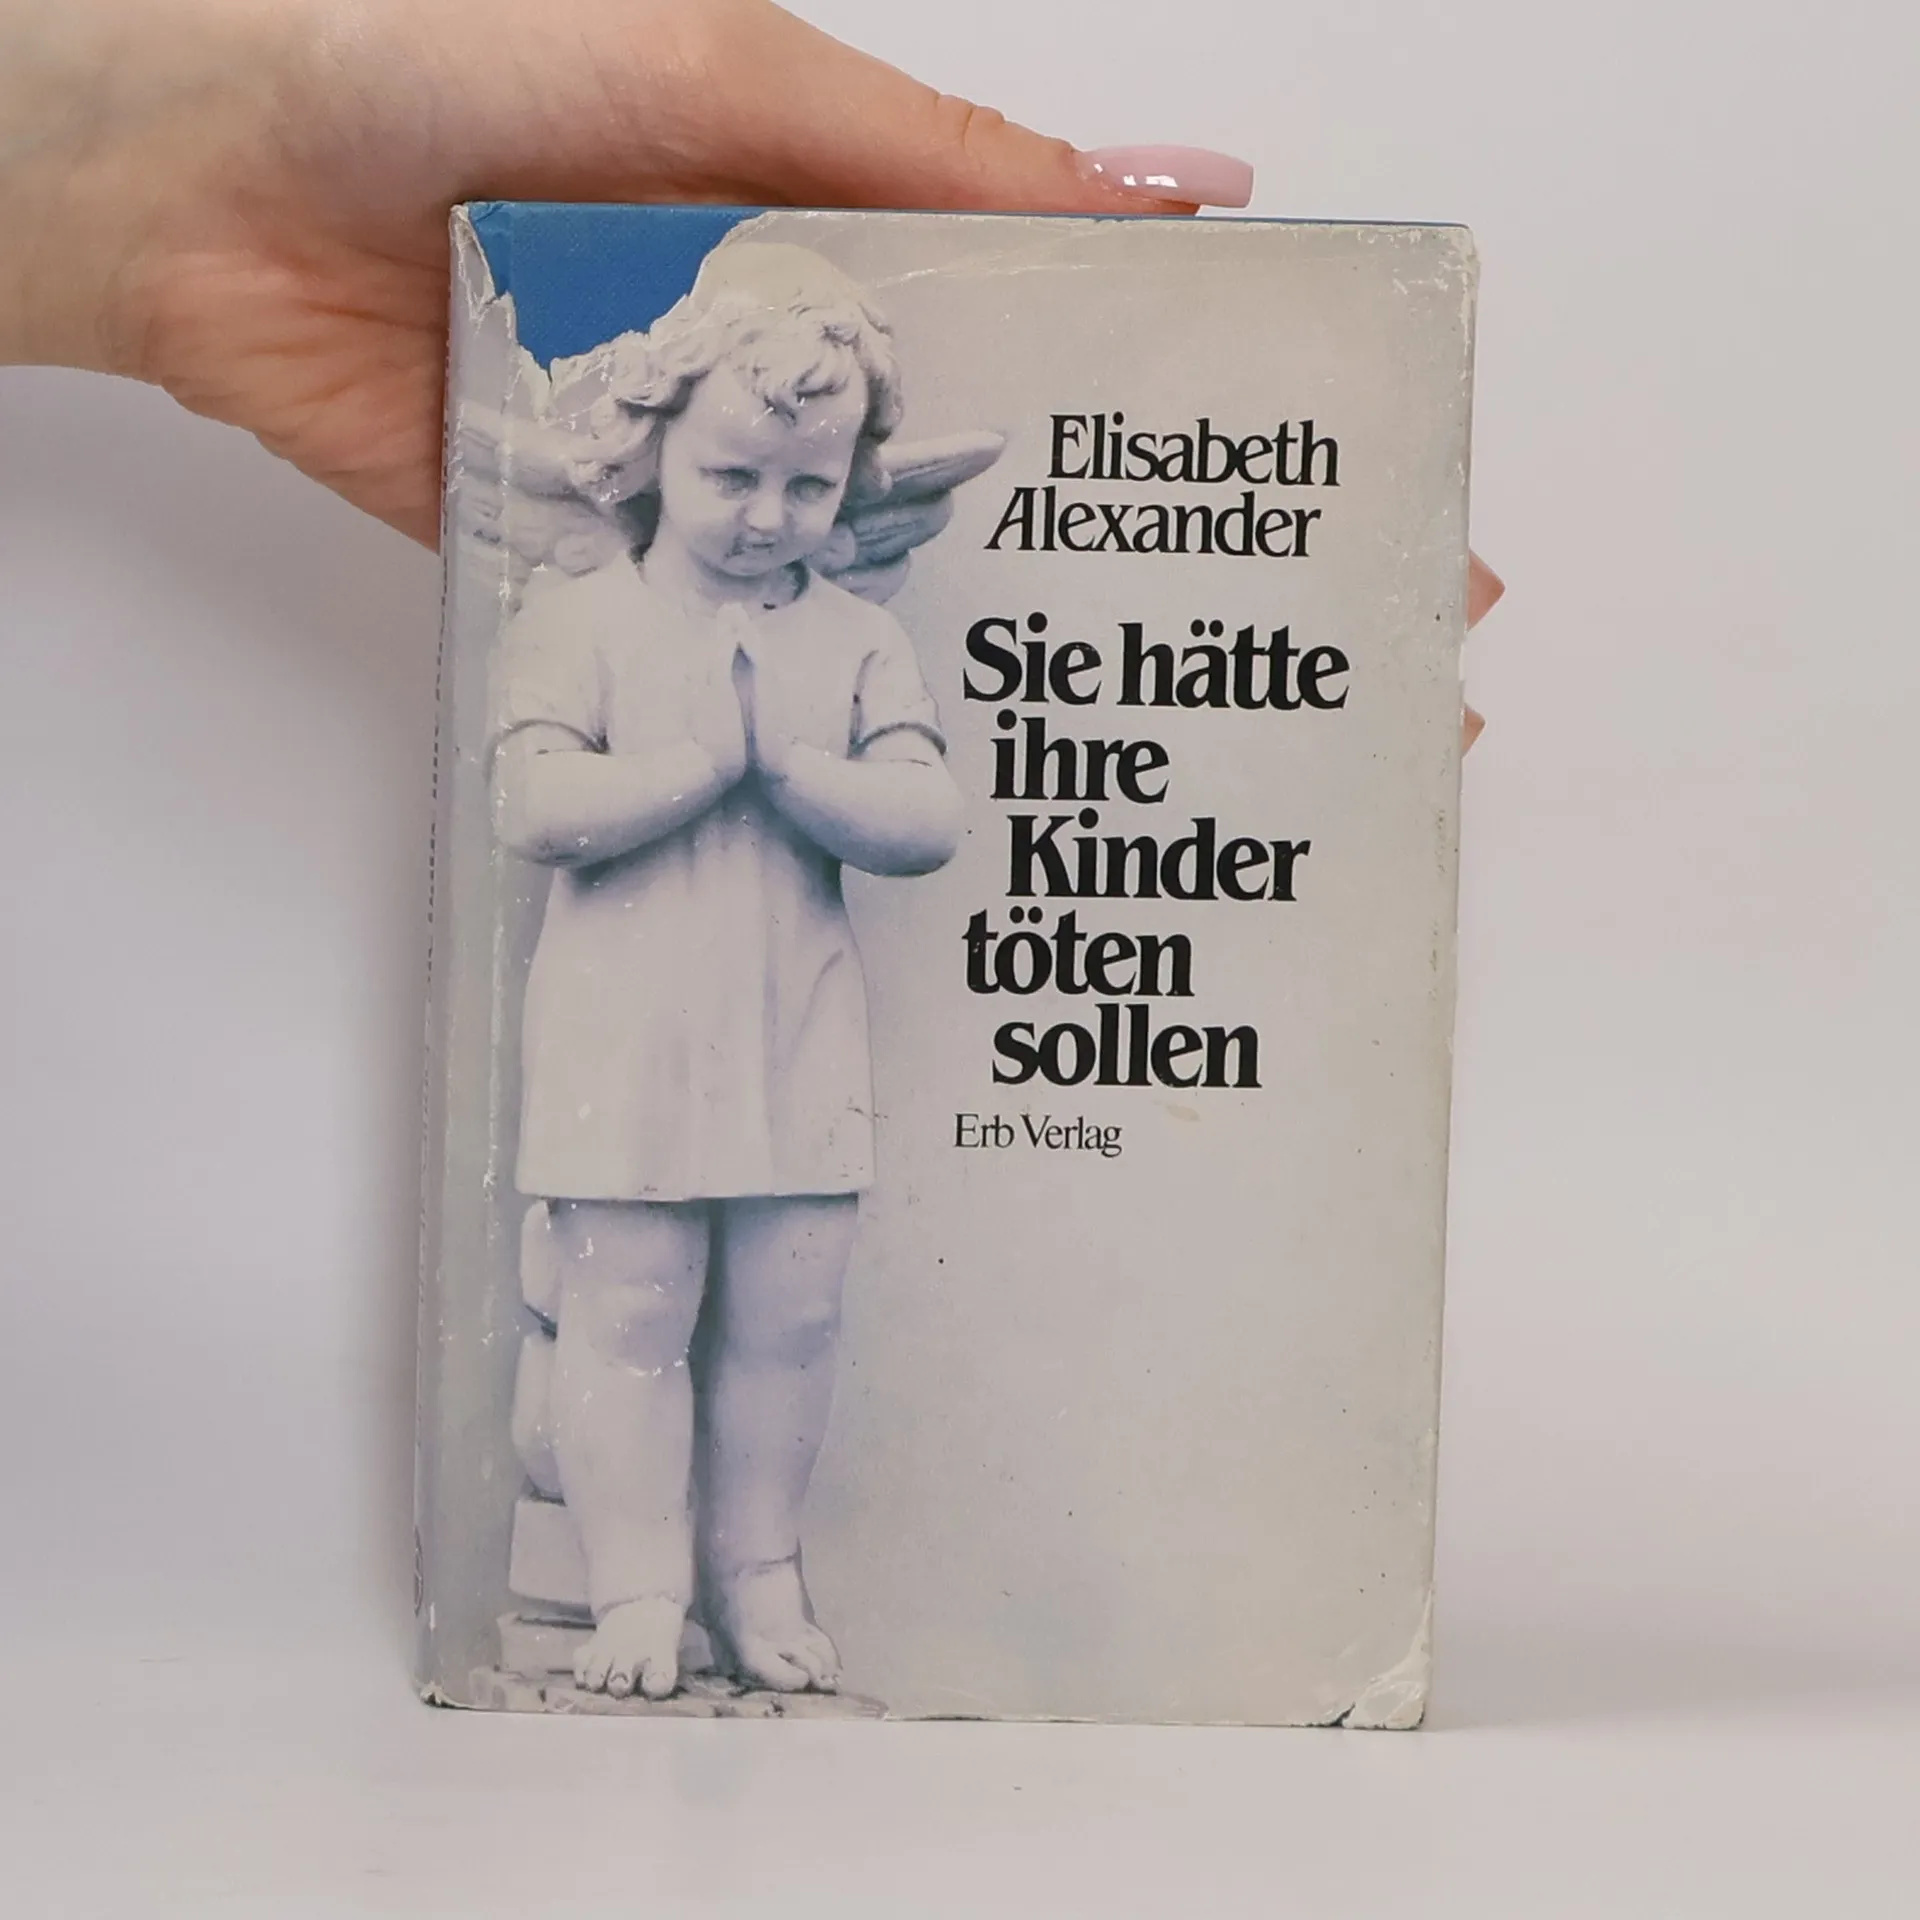 Elisabeth
Alexander
Sie hätte
ihre
Kinder
töten
sollen
Erb Verlag